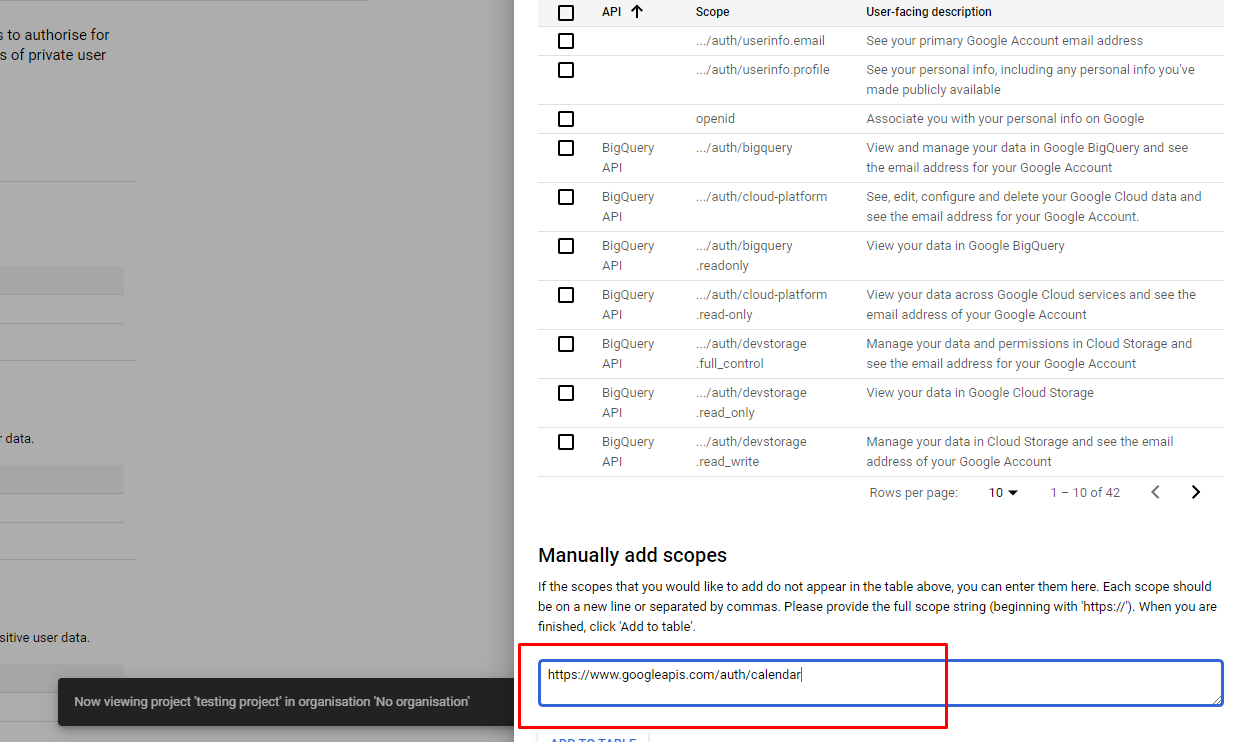 s to authorise for
s of private user
r data.
sitive user data.
API Scope User-facing description
.../auth/userinfo.email See your primary Google Account email address
.../auth/userinfo.profile See your personal info, including any personal info you've
made publicly available
openid Associate you with your personal info on Google
BigQuery .../auth/bigquery View and manage your data in Google BigQuery and see
API the email address for your Google Account
BigQuery .../auth/cloud-platform See, edit, configure and delete your Google Cloud data and
API see the email address for your Google Account.
BigQuery .../auth/bigquery View your data in Google BigQuery
API .readonly
BigQuery .../auth/cloud-platform View your data across Google Cloud services and see the
API .read-only email address of your Google Account
BigQuery .../auth/devstorage Manage your data and permissions in Cloud Storage and
API .full_control see the email address for your Google Account
BigQuery .../auth/devstorage View your data in Google Cloud Storage
API .read_only
BigQuery .../auth/devstorage Manage your data in Cloud Storage and see the email
API .read_write address of your Google Account
Rows per page: 10 1 – 10 of 42
Manually add scopes
If the scopes that you would like to add do not appear in the table above, you can enter them here. Each scope should
be on a new line or separated by commas. Please provide the full scope string (beginning with 'https://'). When you are
finished, click 'Add to table'.
https://www.googleapis.com/auth/calendar
Now viewing project 'testing project' in organisation 'No organisation'
ADD TO TABLE